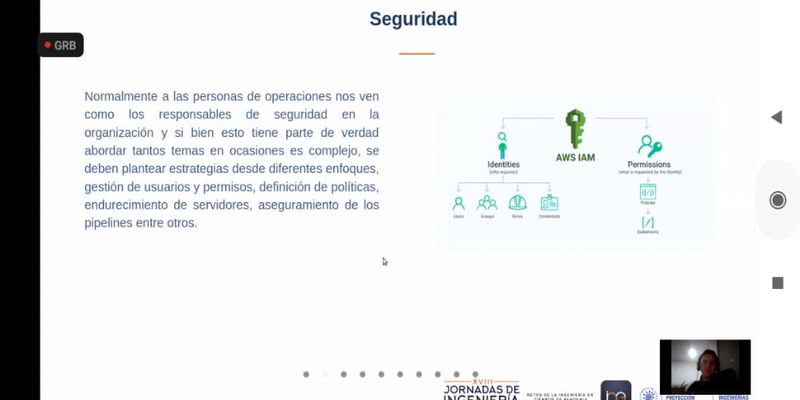 Seguridad
GRB
Normalmente a las personas de operaciones nos ven
como los responsables de seguridad en la
organización y si bien esto tiene parte de verdad
abordar tantos temas en ocasiones es complejo, se
deben plantear estrategias desde diferentes enfoques,
gestión de usuarios y permisos, definición de políticas,
endurecimiento de servidores, aseguramiento de los
pipelines entre otros.
AWS IAM
Identities
(who requests)
Users
Groups
Roles
Credentials
Permissions
(what is requested by the identity)
Policies
Statements
XVIII
JORNADAS DE
INGENIERÍA
RETOS DE LA INGENIERÍA EN
TIEMPOS DE PANDEMIA
PROYECCIÓN
INGENIERÍAS